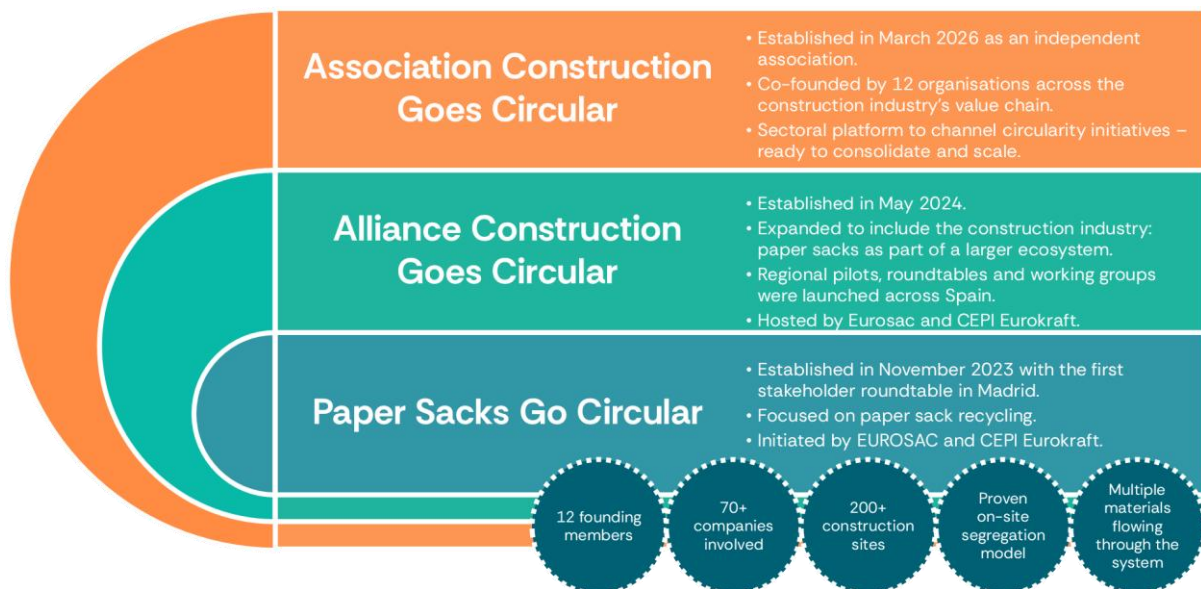 Association Construction
Goes Circular
• Established in March 2026 as an independent
association.
• Co-founded by 12 organisations across the
construction industry's value chain.
• Sectoral platform to channel circularity initiatives –
ready to consolidate and scale.
Alliance Construction
Goes Circular
• Established in May 2024.
• Expanded to include the construction industry:
paper sacks as part of a larger ecosystem.
• Regional pilots, roundtables and working groups
were launched across Spain.
• Hosted by Eurosac and CEPI Eurokraft.
Paper Sacks Go Circular
• Established in November 2023 with the first
stakeholder roundtable in Madrid.
• Focused on paper sack recycling.
• Initiated by EUROSAC and CEPI Eurokraft.
12 founding
members
70+
companies
involved
200+
construction
sites
Proven
on-site
segregation
model
Multiple
materials
flowing
through the
system